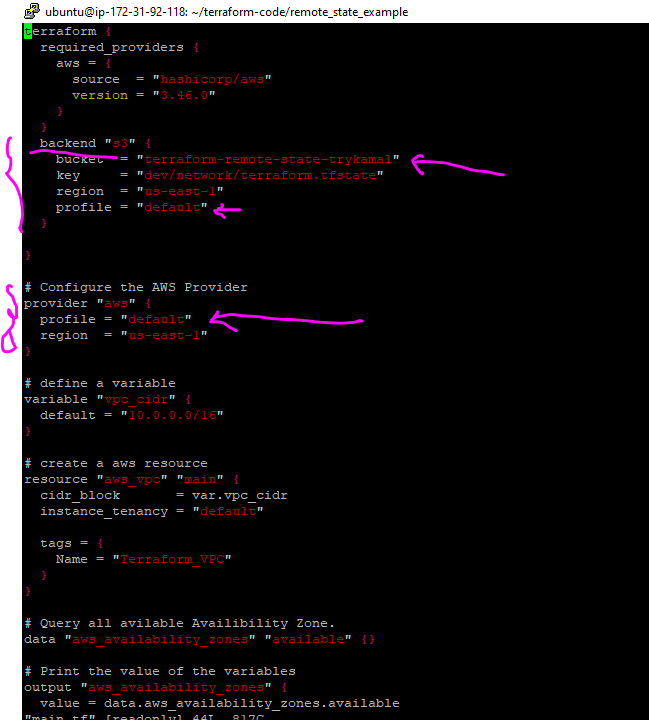 ubuntu@ip-172-31-92-118: ~/terraform-code/remote_state_example
terraform {
  required_providers {
    aws = {
      source  = "hashicorp/aws"
      version = "3.46.0"
    }
  }
  backend "s3" {
    bucket  = "terraform-remote-state-trykamal"
    key     = "dev/network/terraform.tfstate"
    region  = "us-east-1"
    profile = "default"
  }

}

# Configure the AWS Provider
provider "aws" {
  profile = "default"
  region  = "us-east-1"
}

# define a variable
variable "vpc_cidr" {
  default = "10.0.0.0/16"
}

# create a aws resource
resource "aws_vpc" "main" {
  cidr_block       = var.vpc_cidr
  instance_tenancy = "default"

  tags = {
    Name = "Terraform_VPC"
  }
}

# Query all avilable Availibility Zone.
data "aws_availability_zones" "available" {}

# Print the value of the variables
output "aws_availability_zones" {
  value = data.aws_availability_zones.available
"main.tf" [readonly] 44L, 817C